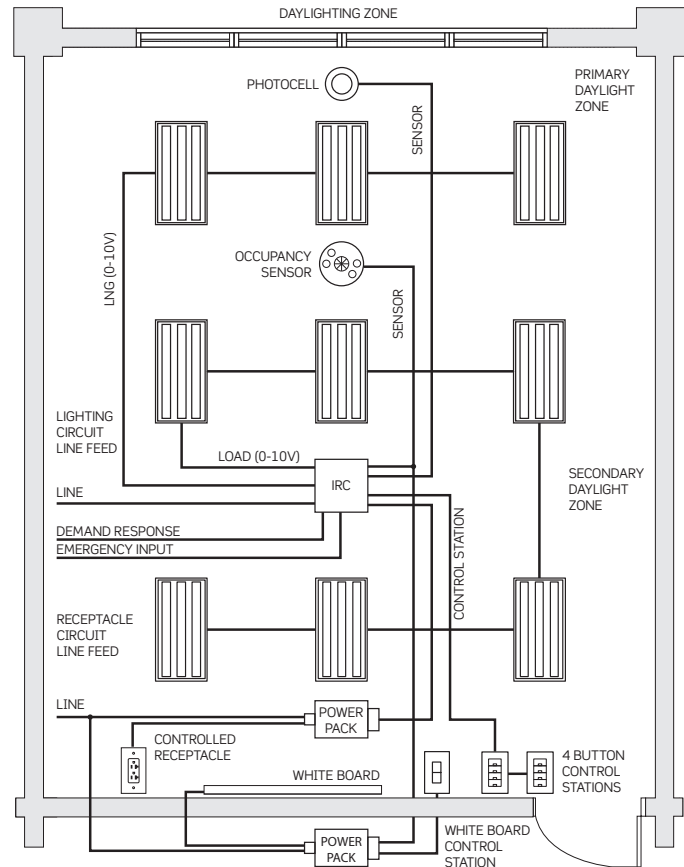 DAYLIGHTING ZONE
PHOTOCELL
PRIMARY
DAYLIGHT
ZONE
SENSOR
LNG (0-10V)
OCCUPANCY
SENSOR
SENSOR
LIGHTING
CIRCUIT
LINE FEED
LOAD (0-10V)
IRC
SECONDARY
DAYLIGHT
ZONE
LINE
DEMAND RESPONSE
EMERGENCY INPUT
CONTROL STATION
RECEPTACLE
CIRCUIT
LINE FEED
LINE
POWER
PACK
CONTROLLED
RECEPTACLE
WHITE BOARD
4 BUTTON
CONTROL
STATIONS
POWER
PACK
WHITE BOARD
CONTROL
STATION